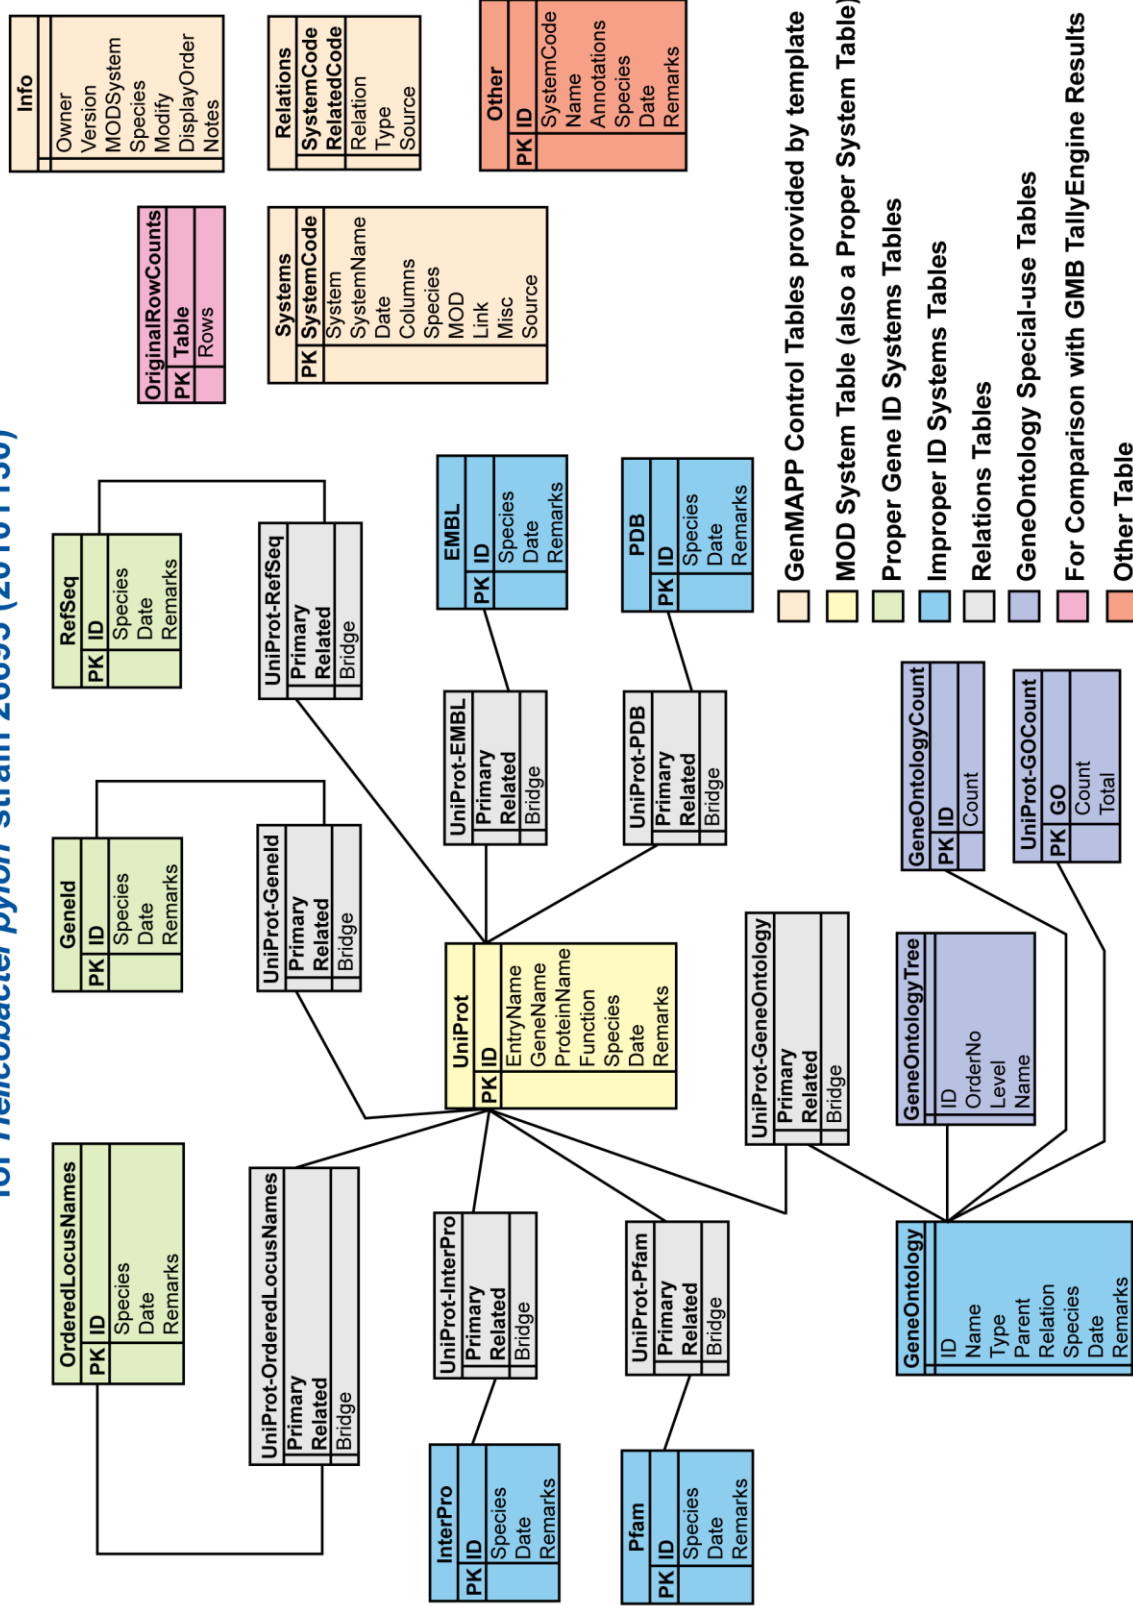 for Helicobacter pylori strain 26695 (20101130)
OrderedLocusNames
PK ID
Species
Date
Remarks
GeneId
PK ID
Species
Date
Remarks
RefSeq
PK ID
Species
Date
Remarks
OriginalRowCounts
PK Table
Rows
Info
Owner
Version
MODSystem
Species
Modify
DisplayOrder
Notes
UniProt-OrderedLocusNames
Primary
Related
Bridge
UniProt-GeneId
Primary
Related
Bridge
UniProt-RefSeq
Primary
Related
Bridge
Systems
PK SystemCode
System
SystemName
Date
Columns
Species
MOD
Link
Misc
Source
Relations
SystemCode
RelatedCode
Relation
Type
Source
InterPro
PK ID
Species
Date
Remarks
UniProt-InterPro
Primary
Related
Bridge
UniProt
PK ID
EntryName
GeneName
ProteinName
Function
Species
Date
Remarks
UniProt-EMBL
Primary
Related
Bridge
EMBL
PK ID
Species
Date
Remarks
Other
PK ID
SystemCode
Name
Annotations
Species
Date
Remarks
Pfam
PK ID
Species
Date
Remarks
UniProt-Pfam
Primary
Related
Bridge
UniProt-PDB
Primary
Related
Bridge
PDB
PK ID
Species
Date
Remarks
UniProt-GeneOntology
Primary
Related
Bridge
GeneOntology
ID
Name
Type
Parent
Relation
Species
Date
Remarks
GeneOntologyTree
ID
OrderNo
Level
Name
GeneOntologyCount
PK ID
Count
UniProt-GOCount
PK GO
Count
Total
GenMAPP Control Tables provided by template
MOD System Table (also a Proper System Table)
Proper Gene ID Systems Tables
Improper ID Systems Tables
Relations Tables
GeneOntology Special-use Tables
For Comparison with GMB TallyEngine Results
Other Table